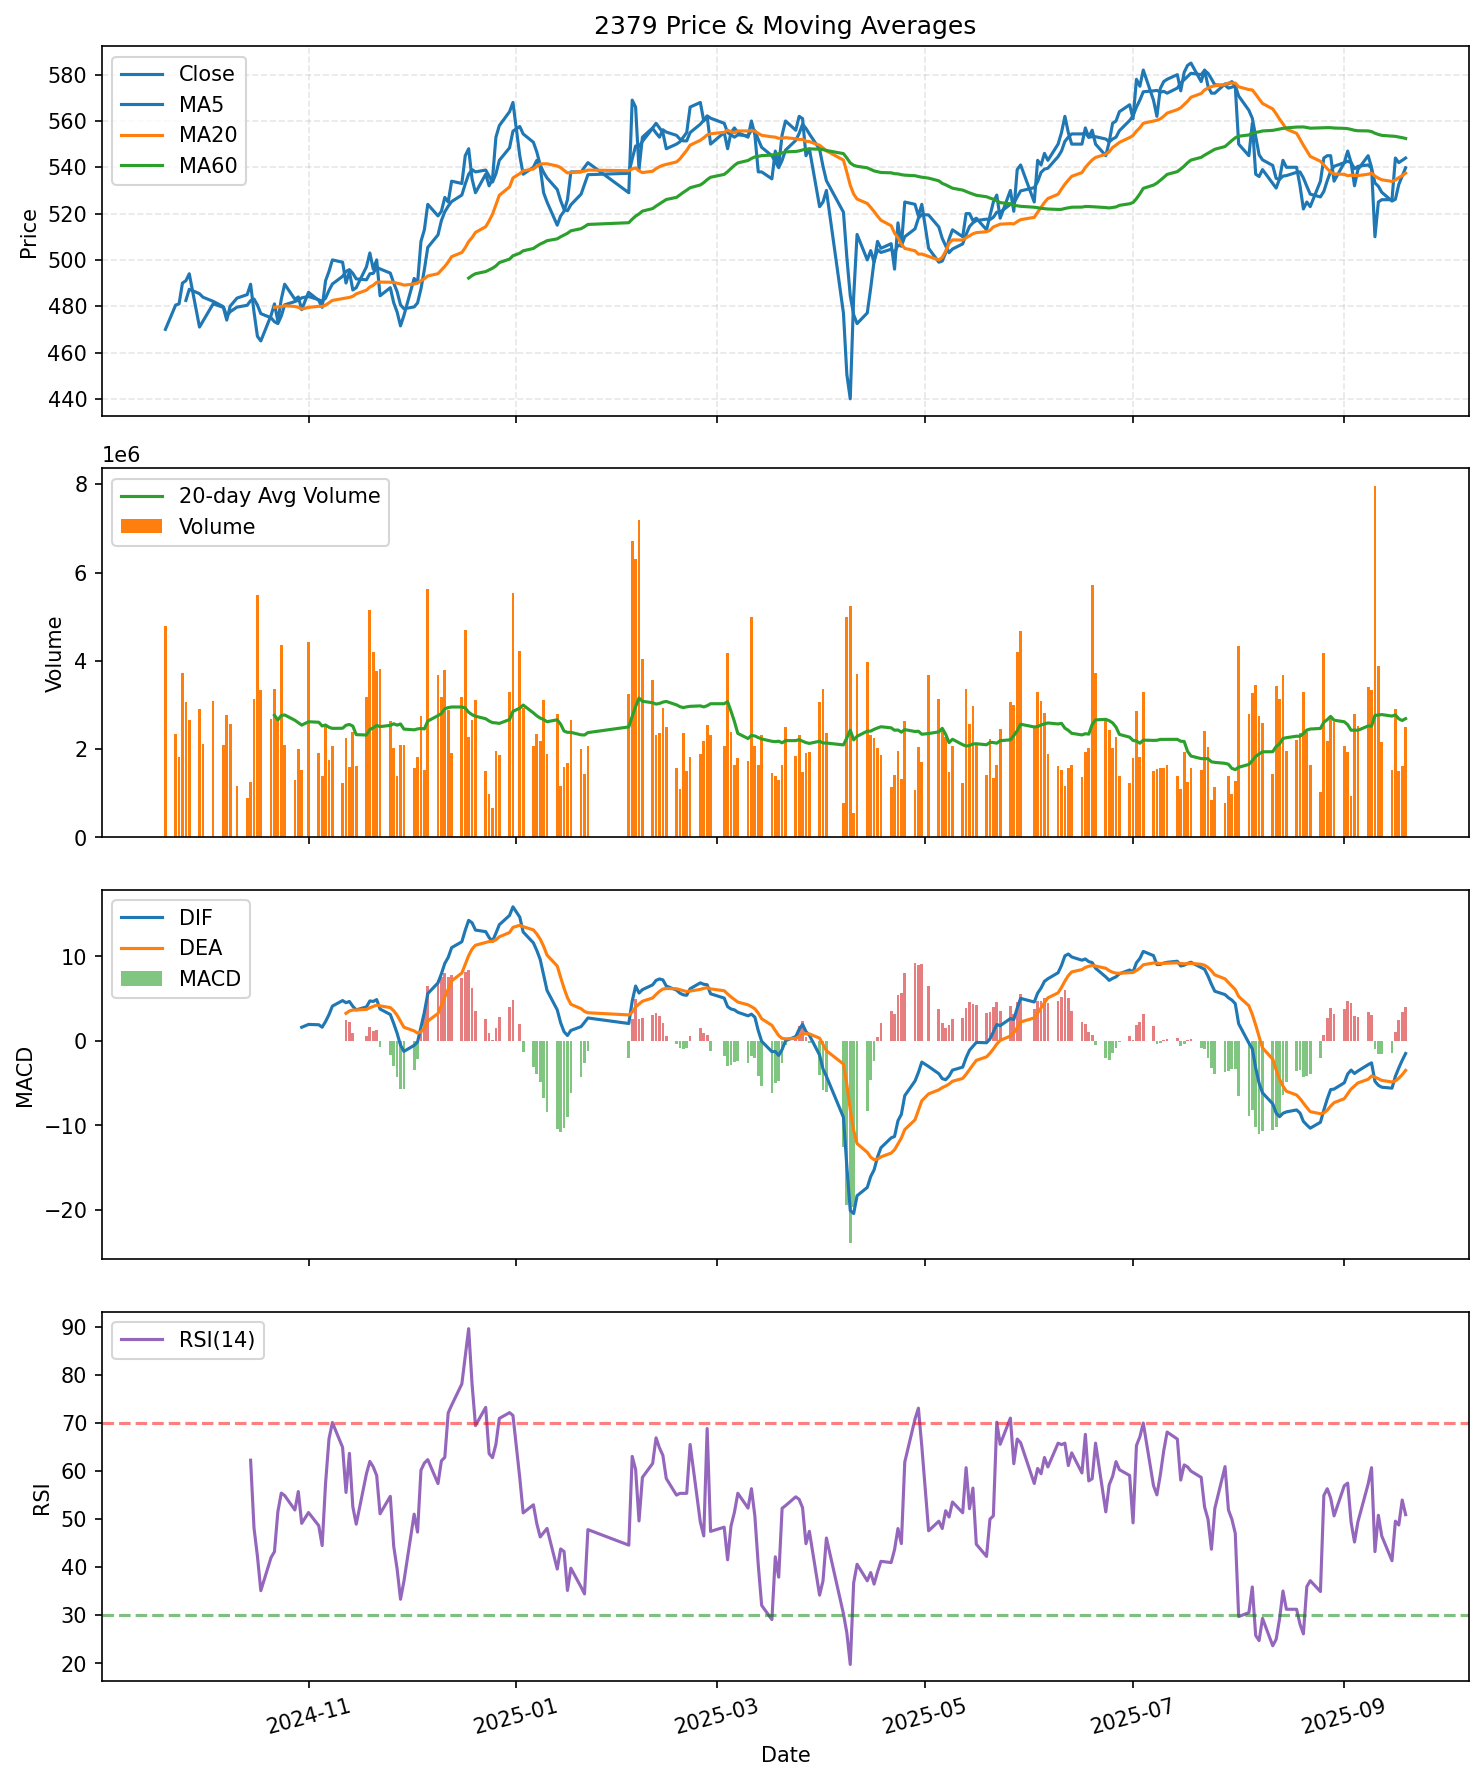 2379 Price & Moving Averages
Close
MA5
MA20
MA60
Price
580
560
540
520
500
480
460
440
1e6
20-day Avg Volume
Volume
Volume
8
6
4
2
0
DIF
DEA
MACD
MACD
10
0
−10
−20
RSI(14)
RSI
90
80
70
60
50
40
30
20
2024-11
2025-01
2025-03
2025-05
2025-07
2025-09
Date